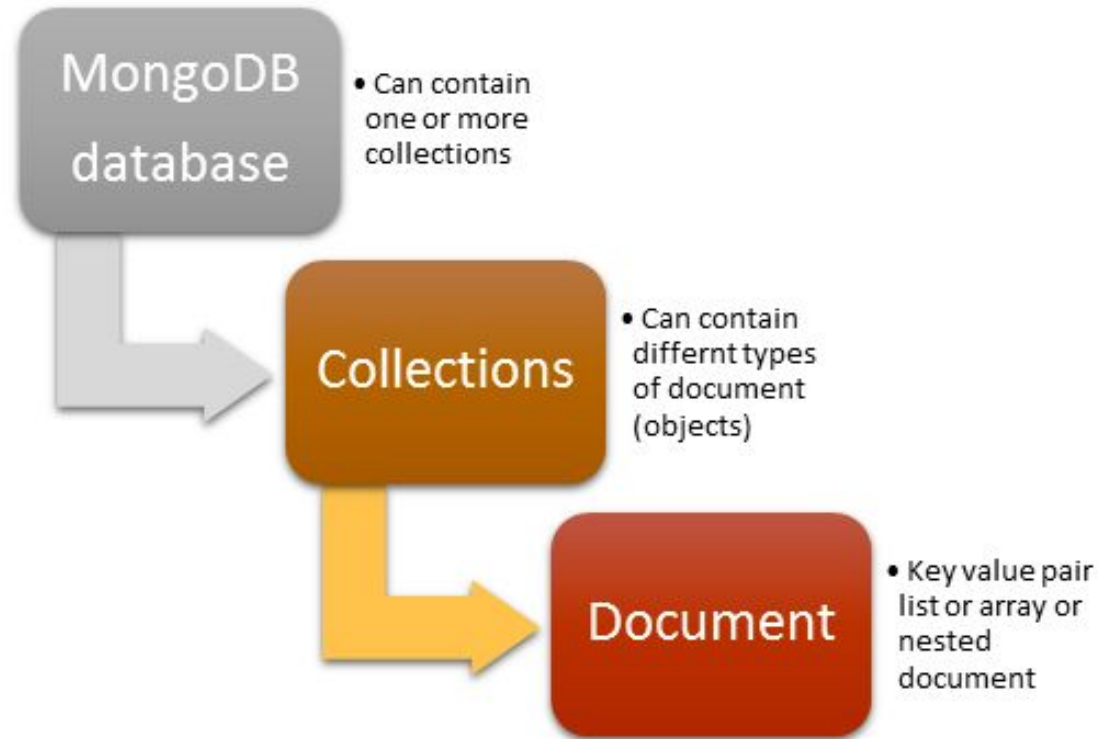 MongoDB
database
• Can contain
one or more
collections
Collections
• Can contain
differnt types
of document
(objects)
Document
• Key value pair
list or array or
nested
document